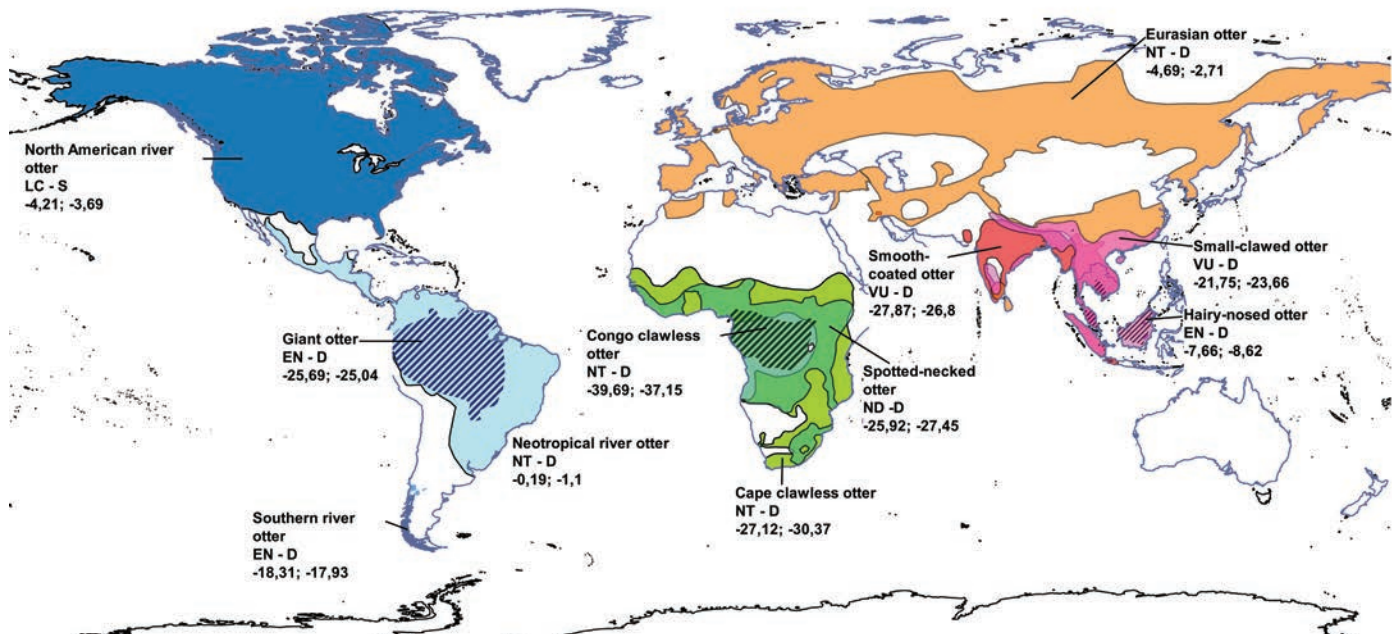 Eurasian otter
NT - D
-4,69; -2,71
North American river
otter
LC - S
-4,21; -3,69
Smooth-
coated otter
VU - D
-27,87; -26,8
Small-clawed otter
VU - D
-21,75; -23,66
Hairy-nosed otter
EN - D
-7,66; -8,62
Giant otter
EN - D
-25,69; -25,04
Congo clawless
otter
NT - D
-39,69; -37,15
Spotted-necked
otter
ND -D
-25,92; -27,45
Neotropical river otter
NT - D
-0,19; -1,1
Cape clawless otter
NT - D
-27,12; -30,37
Southern river
otter
EN - D
-18,31; -17,93